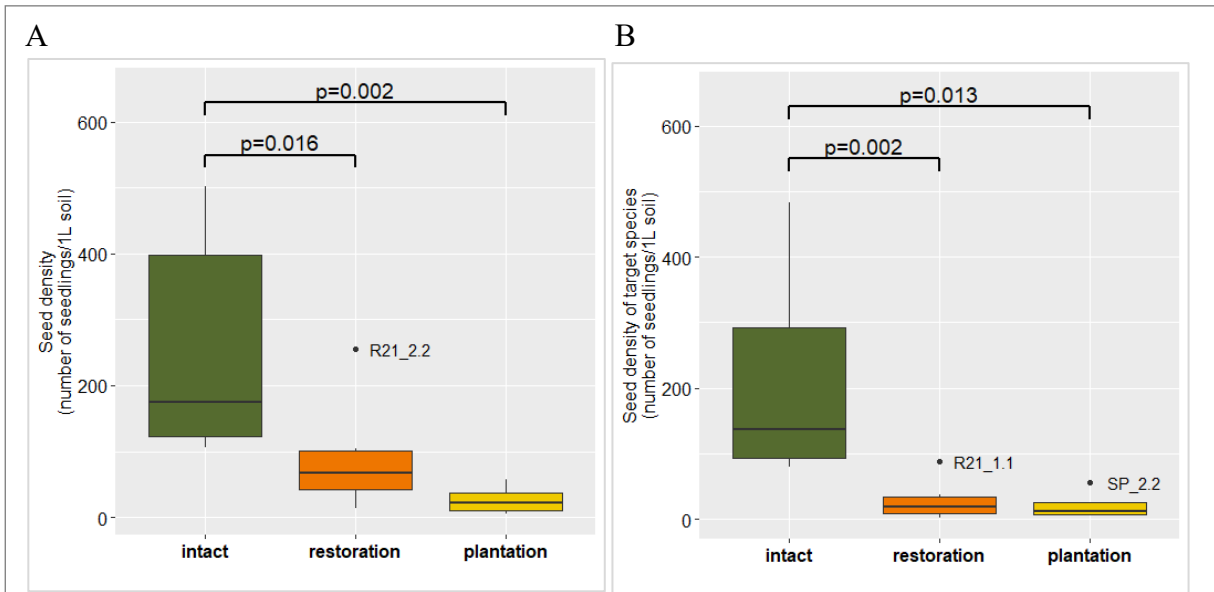 A
p=0.002
p=0.016
600
400
200
0
Seed density
(number of seedlings/1L soil)
R21_2.2
intact restoration plantation
B
p=0.013
p=0.002
600
400
200
0
Seed density of target species
(number of seedlings/1L soil)
R21_1.1
SP_2.2
intact restoration plantation